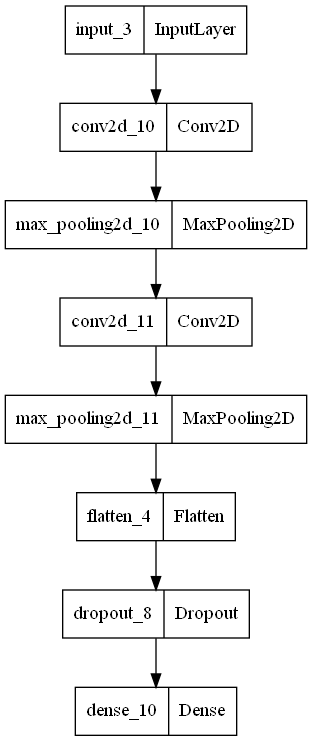 input_3 InputLayer
conv2d_10 Conv2D
max_pooling2d_10 MaxPooling2D
conv2d_11 Conv2D
max_pooling2d_11 MaxPooling2D
flatten_4 Flatten
dropout_8 Dropout
dense_10 Dense